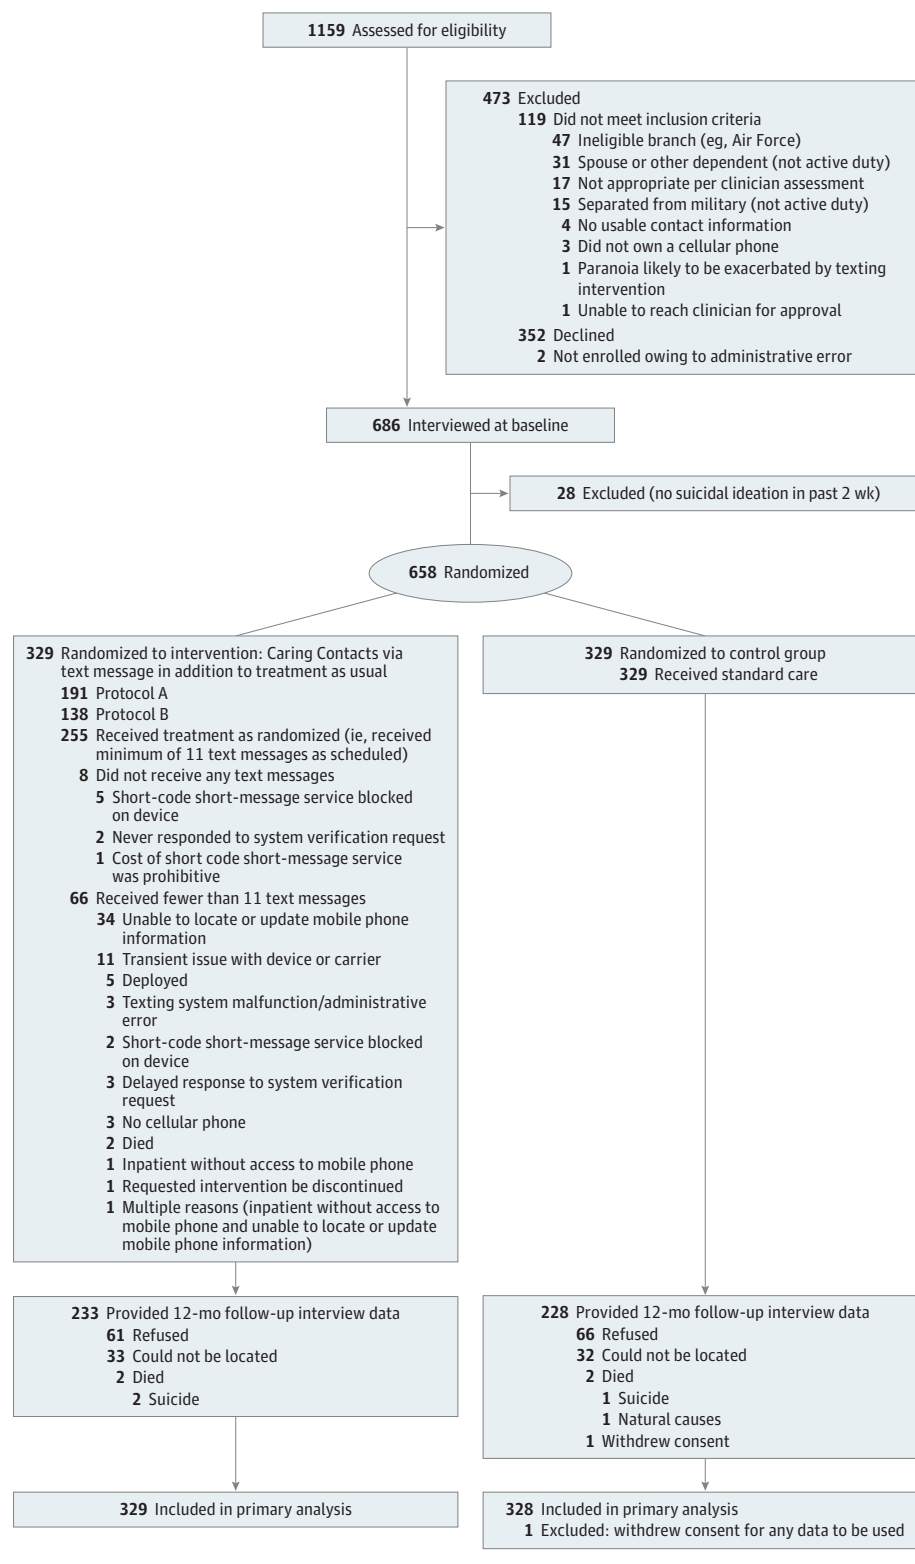 1159 Assessed for eligibility
473 Excluded
119 Did not meet inclusion criteria
47 Ineligible branch (eg, Air Force)
31 Spouse or other dependent (not active duty)
17 Not appropriate per clinician assessment
15 Separated from military (not active duty)
4 No usable contact information
3 Did not own a cellular phone
1 Paranoia likely to be exacerbated by texting
intervention
1 Unable to reach clinician for approval
352 Declined
2 Not enrolled owing to administrative error
686 Interviewed at baseline
28 Excluded (no suicidal ideation in past 2 wk)
658 Randomized
329 Randomized to intervention: Caring Contacts via
text message in addition to treatment as usual
191 Protocol A
138 Protocol B
255 Received treatment as randomized (ie, received
minimum of 11 text messages as scheduled)
8 Did not receive any text messages
5 Short-code short-message service blocked
on device
2 Never responded to system verification request
1 Cost of short code short-message service
was prohibitive
66 Received fewer than 11 text messages
34 Unable to locate or update mobile phone
information
11 Transient issue with device or carrier
5 Deployed
3 Texting system malfunction/administrative
error
2 Short-code short-message service blocked
on device
3 Delayed response to system verification
request
3 No cellular phone
2 Died
1 Inpatient without access to mobile phone
1 Requested intervention be discontinued
1 Multiple reasons (inpatient without access to
mobile phone and unable to locate or update
mobile phone information)
329 Randomized to control group
329 Received standard care
233 Provided 12-mo follow-up interview data
61 Refused
33 Could not be located
2 Died
2 Suicide
228 Provided 12-mo follow-up interview data
66 Refused
32 Could not be located
2 Died
1 Suicide
1 Natural causes
1 Withdrew consent
329 Included in primary analysis
328 Included in primary analysis
1 Excluded: withdrew consent for any data to be used